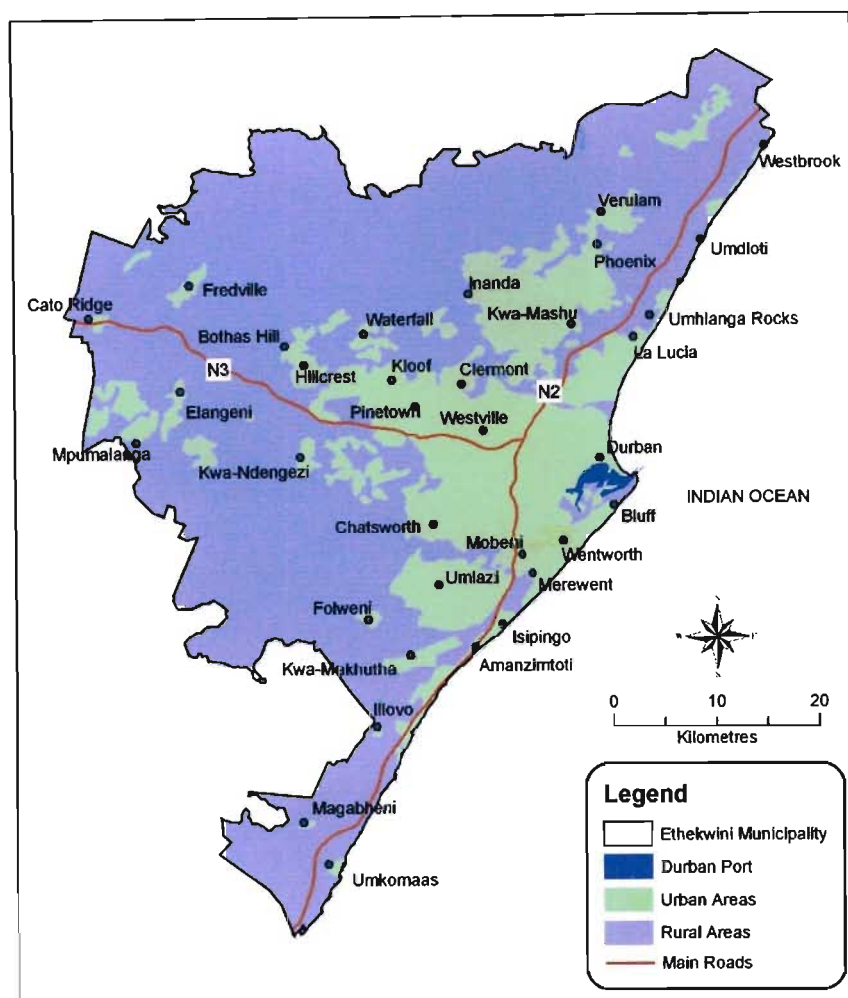 Westbrook
Verulam
Umdloti
Phoenix
Fredville
Inanda
Cato Ridge
Waterfall
Kwa-Mashu
Umhlanga Rocks
Bothas Hill
La Lucia
N3
Hillcrest
Kloof
Clermont
N2
Elangeni
Pinetown
Westville
Mpumalanga
Kwa-Ndengezi
Durban
INDIAN OCEAN
Bluff
Chatsworth
Mobeni
Wentworth
Umlazi
Merewent
Folweni
Isipingo
Kwa-Makhutha
Amanzimtoti
Illovo
0 10 20
Kilometres
Magabheni
Umkomaas
Legend
Ethekwini Municipality
Durban Port
Urban Areas
Rural Areas
Main Roads